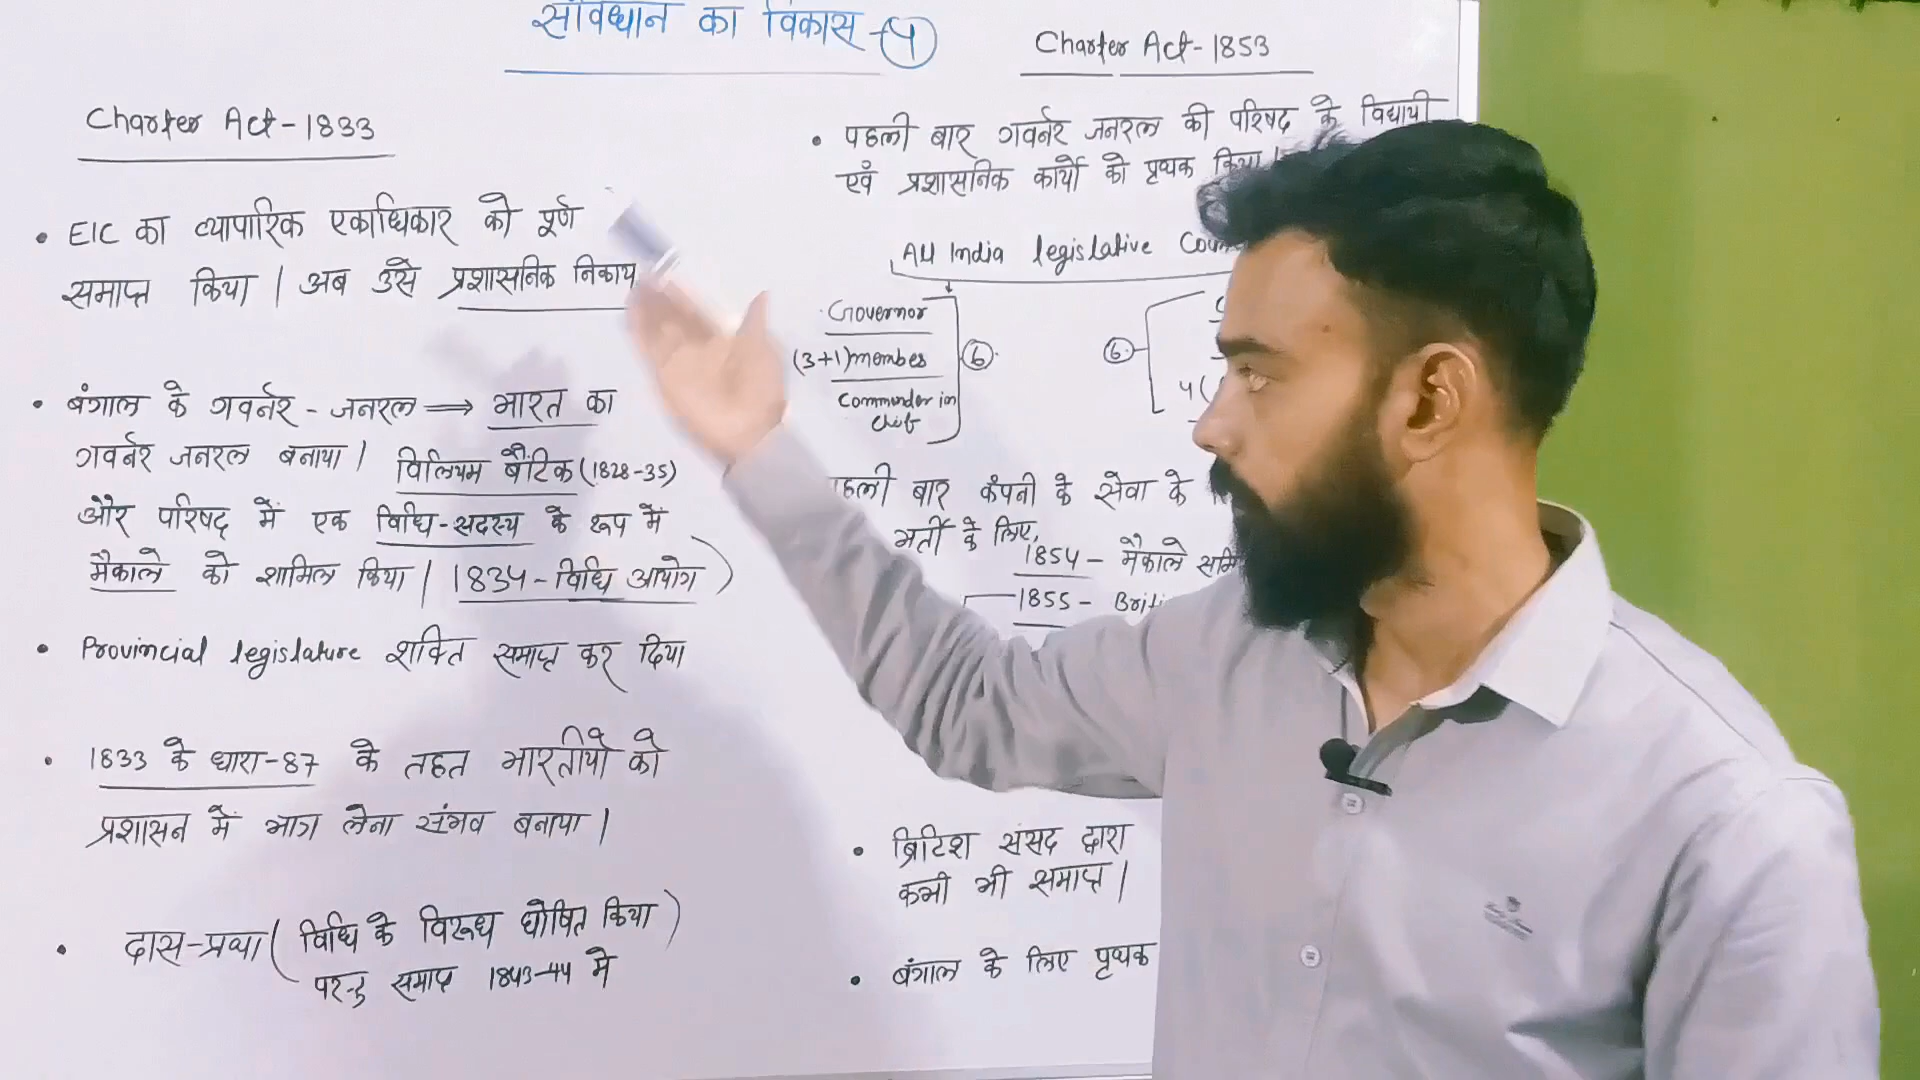 संविधान का विकास - 4
Charter Act - 1833
• EIC का व्यापारिक एकाधिकार को पूर्ण
समाप्त किया | अब उसे प्रशासनिक निकाय
• बंगाल के गवर्नर - जनरल ⟹ भारत का
गवर्नर जनरल बनाया | विलियम बैंटिक (1828-35)
और परिषद् में एक विधि-सदस्य के रूप में
मैकाले को शामिल किया | 1834 - विधि आयोग )
• Provincial legislature शक्ति समाप्त कर दिया
• 1833 के धारा-87 के तहत भारतीयो को
प्रशासन में भाग लेना संभव बनाया |
• दास-प्रथा ( विधि के विरूध घोषित किया )
परन्तु समाप्त 1843-44 में
Charter Act - 1853
• पहली बार गवर्नर जनरल की परिषद के विधायी
एवं प्रशासनिक कार्यो को पृथक किया |
All India legislative
Governor
(3+1) member
commander in
chief
6
6
4(
बार कंपनी के सेवा के
भर्ती के लिए,
1854 - मैकाले
1855 -
• ब्रिटिश संसद द्वारा
कभी भी समाप्त |
• बंगाल के लिए पृथक